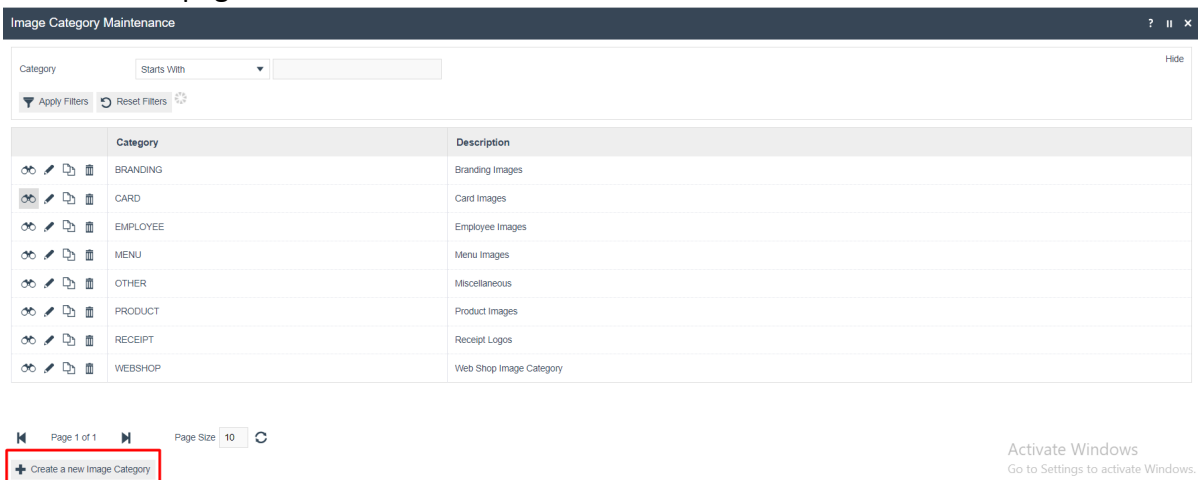 Image Category Maintenance ? II ×
Hide
Category Starts With
Apply Filters Reset Filters
Category Description
BRANDING Branding Images
CARD Card Images
EMPLOYEE Employee Images
MENU Menu Images
OTHER Miscellaneous
PRODUCT Product Images
RECEIPT Receipt Logos
WEBSHOP Web Shop Image Category
Page 1 of 1 Page Size 10
Activate Windows
Go to Settings to activate Windows.
Create a new Image Category